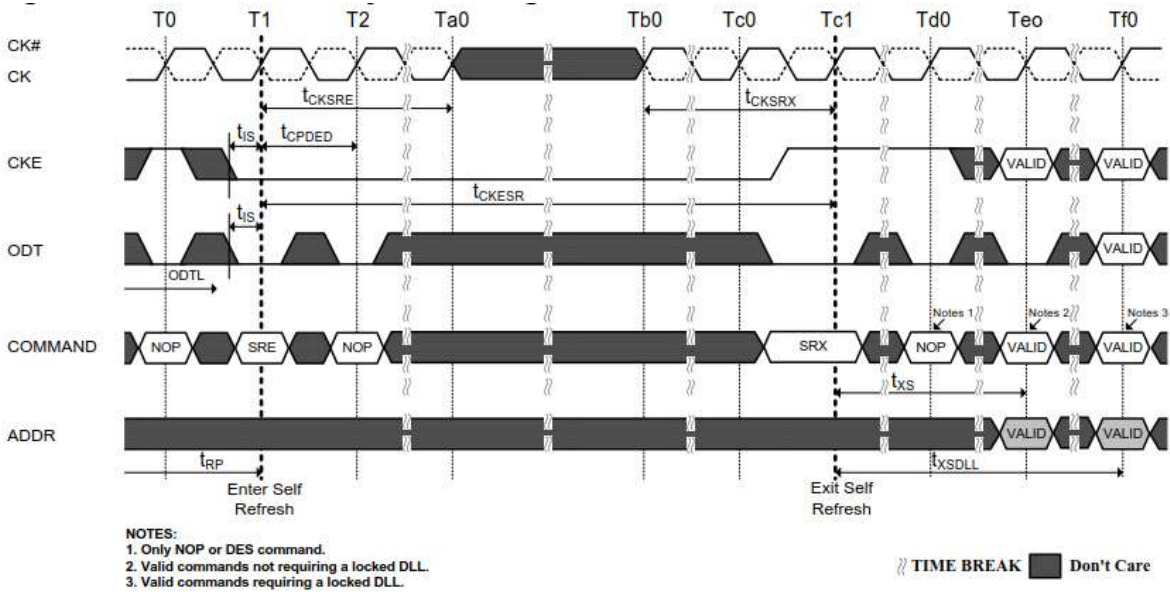 T0 T1 T2 Ta0 Tb0 Tc0 Tc1 Td0 Teo Tf0
CK#
CK
tCKSRE tCKSRX
tIS tCPDED
CKE VALID VALID
tCKESR
tIS
ODT VALID
ODTL
Notes 1 Notes 2 Notes 3
COMMAND NOP SRE NOP SRX NOP VALID VALID
tXS
ADDR VALID VALID
tRP tXSDLL
Enter Self Exit Self
Refresh Refresh
NOTES:
1. Only NOP or DES command.
2. Valid commands not requiring a locked DLL.
3. Valid commands requiring a locked DLL.
TIME BREAK Don't Care